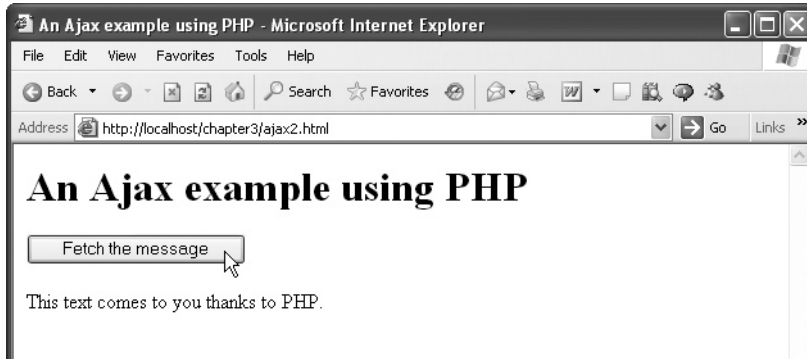 An Ajax example using PHP - Microsoft Internet Explorer
File Edit View Favorites Tools Help
Back Search Favorites
Address http://localhost/chapter3/ajax2.html Go Links »
An Ajax example using PHP
Fetch the message
This text comes to you thanks to PHP.